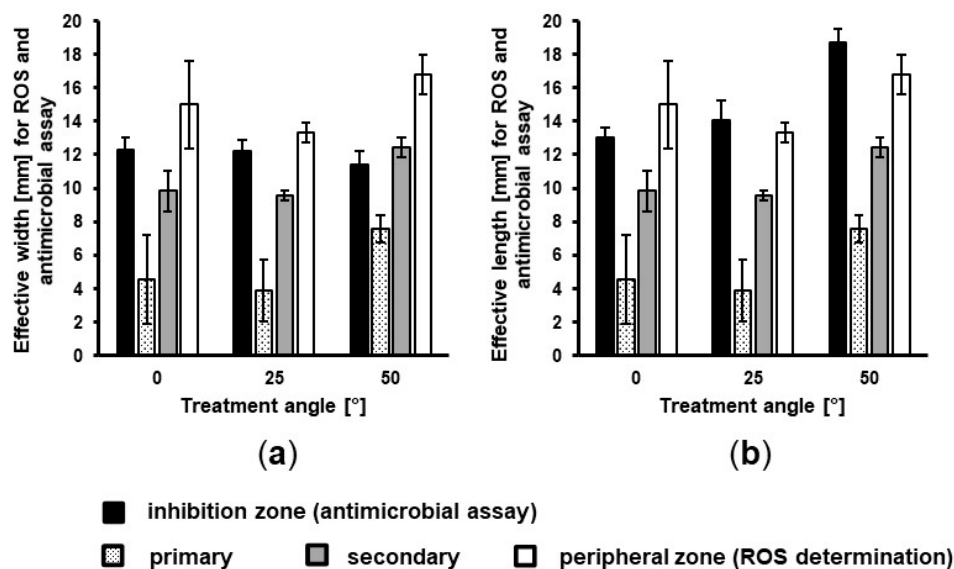 Effective width [mm] for ROS and
antimicrobial assay
20
18
16
14
12
10
8
6
4
2
0
0 25 50
Treatment angle [°]
(a)
Effective length [mm] for ROS and
antimicrobial assay
20
18
16
14
12
10
8
6
4
2
0
0 25 50
Treatment angle [°]
(b)
inhibition zone (antimicrobial assay)
primary secondary peripheral zone (ROS determination)